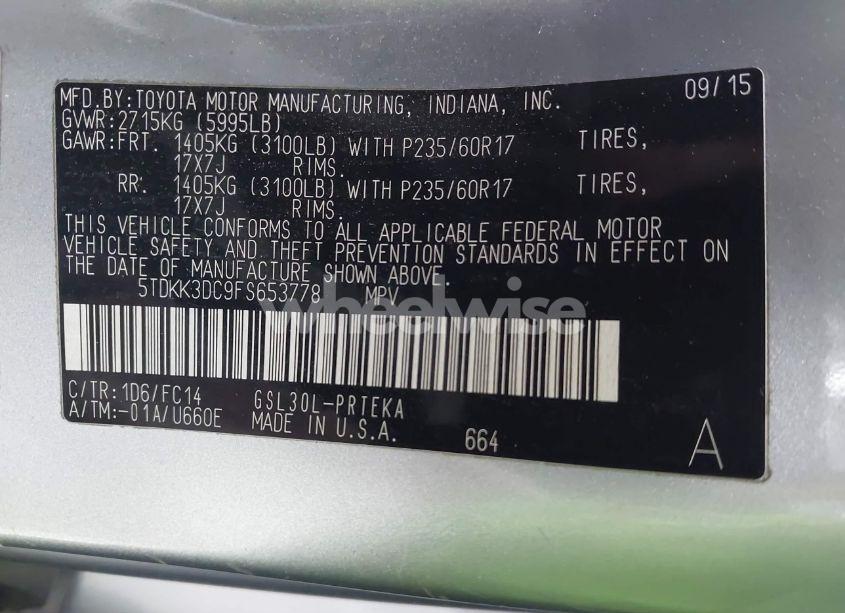 MFD.BY:TOYOTA MOTOR MANUFACTURING, INDIANA, INC. 09/15
GVWR:2715KG (5995LB)
GAWR:FRT. 1405KG (3100LB) WITH P235/60R17 TIRES,
17X7J RIMS.
RR. 1405KG (3100LB) WITH P235/60R17 TIRES,
17X7J RIMS.
THIS VEHICLE CONFORMS TO ALL APPLICABLE FEDERAL MOTOR
VEHICLE SAFETY AND THEFT PREVENTION STANDARDS IN EFFECT ON
THE DATE OF MANUFACTURE SHOWN ABOVE.
5TDKK3DC9FS653778 MPV
wheelwise
C/TR:1D6/FC14 GSL30L-PRTEKA
A/TM:-01A/U660E MADE IN U.S.A. 664 A